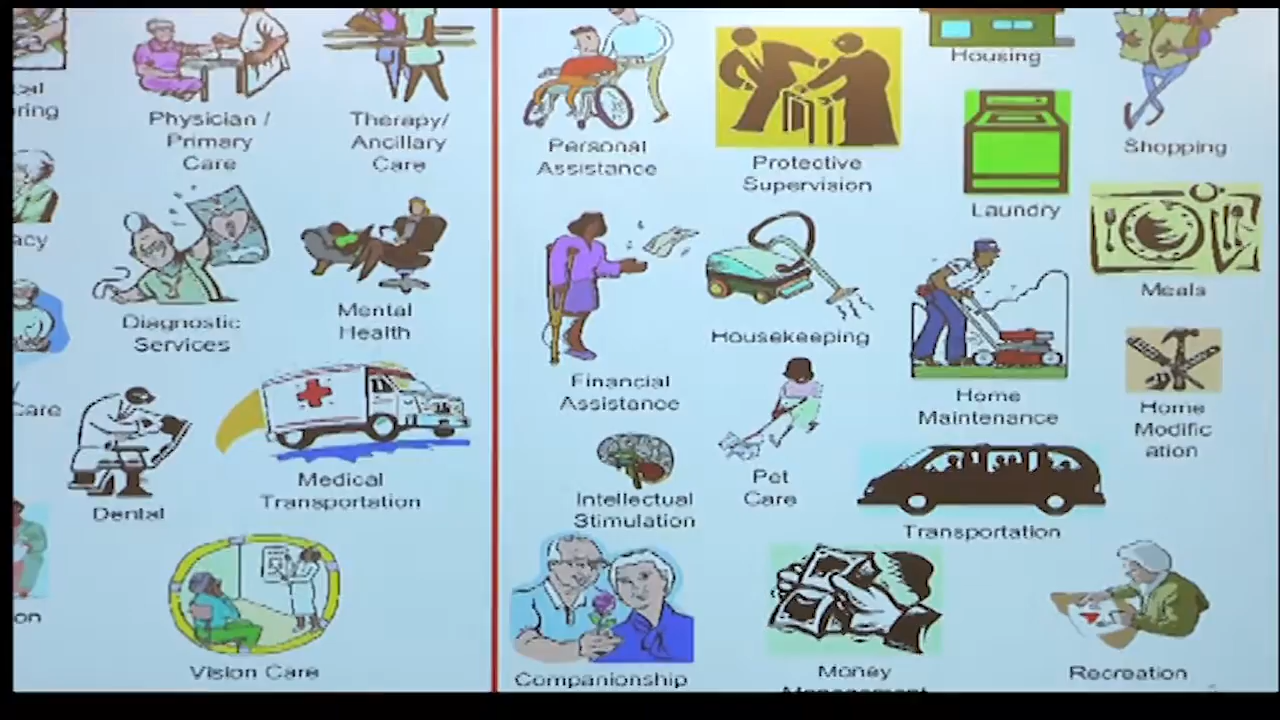 Physician /
Primary
Care
Therapy/
Ancillary
Care
Diagnostic
Services
Mental
Health
Care
Dental
Medical
Transportation
Vision Care
Personal
Assistance
Protective
Supervision
Housing
Shopping
Laundry
Meals
Financial
Assistance
Housekeeping
Home
Maintenance
Home
Modific
ation
Intellectual
Stimulation
Pet
Care
Transportation
Companionship
Money
Management
Recreation